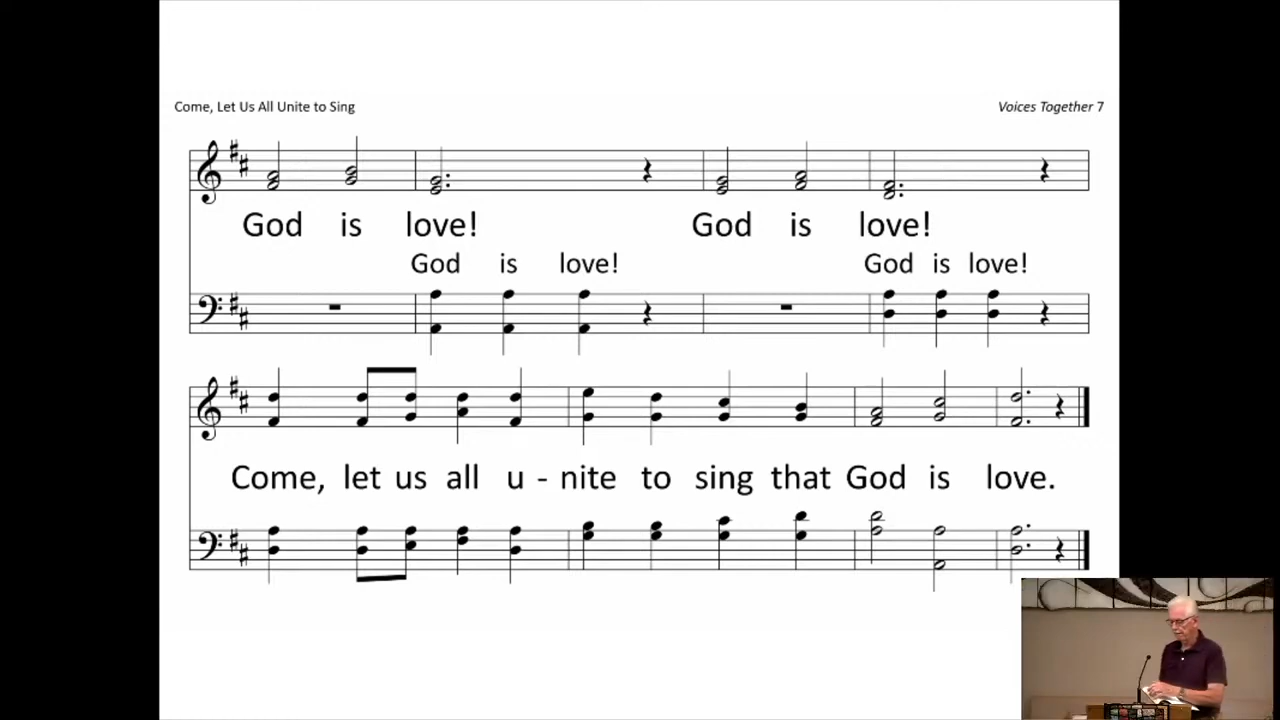 Come, Let Us All Unite to Sing
Voices Together 7
God is love! God is love!
God is love! God is love!
Come, let us all u - nite to sing that God is love.